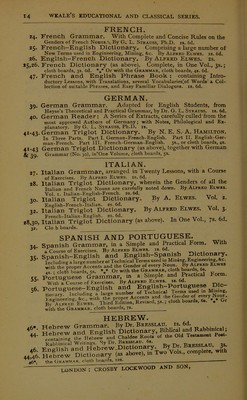 14 WEALE'S EDUCATIONAL AND CLASSICAL SERIES.
FRENCH.
24. French Grammar. With Complete and Concise Rules on the
Genders of French Nouns. By G. L. STRAUSS, Ph.D. 1s. 6d.
25. French-English Dictionary. Comprising a large number of
New Terms used in Engineering, Mining, &c. By ALFRED ELWES. 1s. 6d.
26. English-French Dictionary. By ALFRED ELWES. 2s.
25,26. French Dictionary (as above). Complete, in One Vol., 3s.;
cloth boards, 3s. 6d. *** Or with the GRAMMAR, cloth boards, 4s. 6d.
47. French and English Phrase Book: containing Intro-
ductory Lessons, with Translations, several Vocabularies of Words, a Col-
lection of suitable Phrases, and Easy Familiar Dialogues. 1s. 6d.
GERMAN.
39. German Grammar. Adapted for English Students, from
Heyse's Theoretical and Practical Grammar, by Dr. G. L. STRAUSS. 1s. 6d.
40. German Reader: A Series of Extracts, carefully culled from the
most approved Authors of Germany; with Notes, Philological and Ex-
planatory. By G. L. STRAUSS, Ph.D. 1s.
41-43. German Triglot Dictionary. By N. E. S. A. HAMILTON.
In Three Parts. Part I. German-French-English. Part II. English-Ger-
man-French. Part III. French-German-English. 3s., or cloth boards, 4s.
41-43 German Triglot Dictionary (as above), together with German
& 39. Grammar (No. 39), in One Volume, cloth boards, 5s.
ITALIAN.
27. Italian Grammar, arranged in Twenty Lessons, with a Course
of Exercises. By ALFRED ELWES. 1s. 6d.
28. Italian Triglot Dictionary, wherein the Genders of all the
Italian and French Nouns are carefully noted down. By ALFRED ELWES.
Vol. 1. Italian-English-French. 2s. 6d.
30. Italian Triglot Dictionary. By A. ELWES. Vol. 2.
English-French-Italian. 2s. 6d.
32. Italian Triglot Dictionary. By ALFRED ELWES. Vol. 3.
French-Italian-English. 2s. 6d.
28,30, Italian Triglot Dictionary (as above). In One Vol., 7s. 6d.
32. Cloth boards.
SPANISH AND PORTUGUESE.
34. Spanish Grammar, in a Simple and Practical Form. With
a Course of Exercises. By ALFRED ELWES. 1s. 6d.
35. Spanish-English and English-Spanish Dictionary.
Including a large number of Technical Terms used in Mining, Engineering, &c.
with the proper Accents and the Gender of every Noun. By ALFRED ELWES.
4s.; cloth boards, 5s. *** Or with the GRAMMAR, cloth boards, 6s.
55. Portuguese Grammar, in a Simple and Practical Form.
With a Course of Exercises. By ALFRED ELWES. 1s. 6d.
56. Portuguese-English and English-Portuguese Dic-
tionary. Including a large number of Technical Terms used in Mining,
Engineering, &c., with the proper Accents and the Gender of every Noun.
By ALFRED ELWES. Third Edition, Revised, 5s.; cloth boards, 6s. *** Or
with the GRAMMAR, cloth boards, 7s.
HEBREW.
46*. Hebrew Grammar. By Dr. BRESSLAU. 1s. 6d.
44. Hebrew and English Dictionary, Biblical and Rabbinical;
containing the Hebrew and Chaldee Roots of the Old Testament Post-
Rabbinical Writings. By Dr. BRESSLAU. 6s.
46. English and Hebrew Dictionary. By Dr. BRESSLAU. 3s.
44,46. Hebrew Dictionary (as above), in Two Vols., complete, with
46*. the GRAMMAR, cloth boards, 12s.
LONDON : CROSBY LOCKWOOD AND SON,